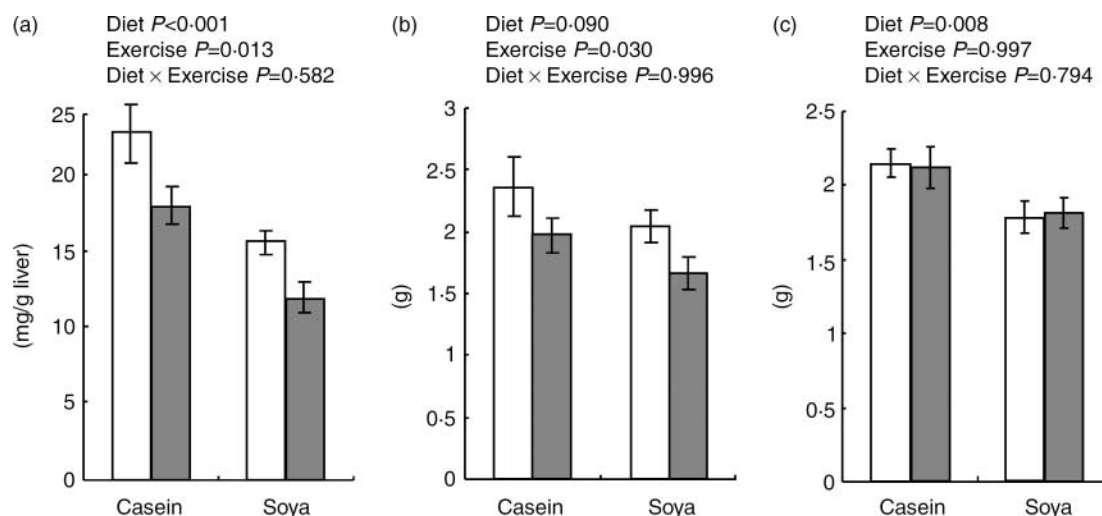 (a)
Diet P<0·001
Exercise P=0·013
Diet × Exercise P=0·582
25
20
15
10
5
0
(mg/g liver)
Casein
Soya
(b)
Diet P=0·090
Exercise P=0·030
Diet × Exercise P=0·996
3
2·5
2
1·5
1
0·5
0
(g)
Casein
Soya
(c)
Diet P=0·008
Exercise P=0·997
Diet × Exercise P=0·794
2·5
2
1·5
1
0·5
0
(g)
Casein
Soya